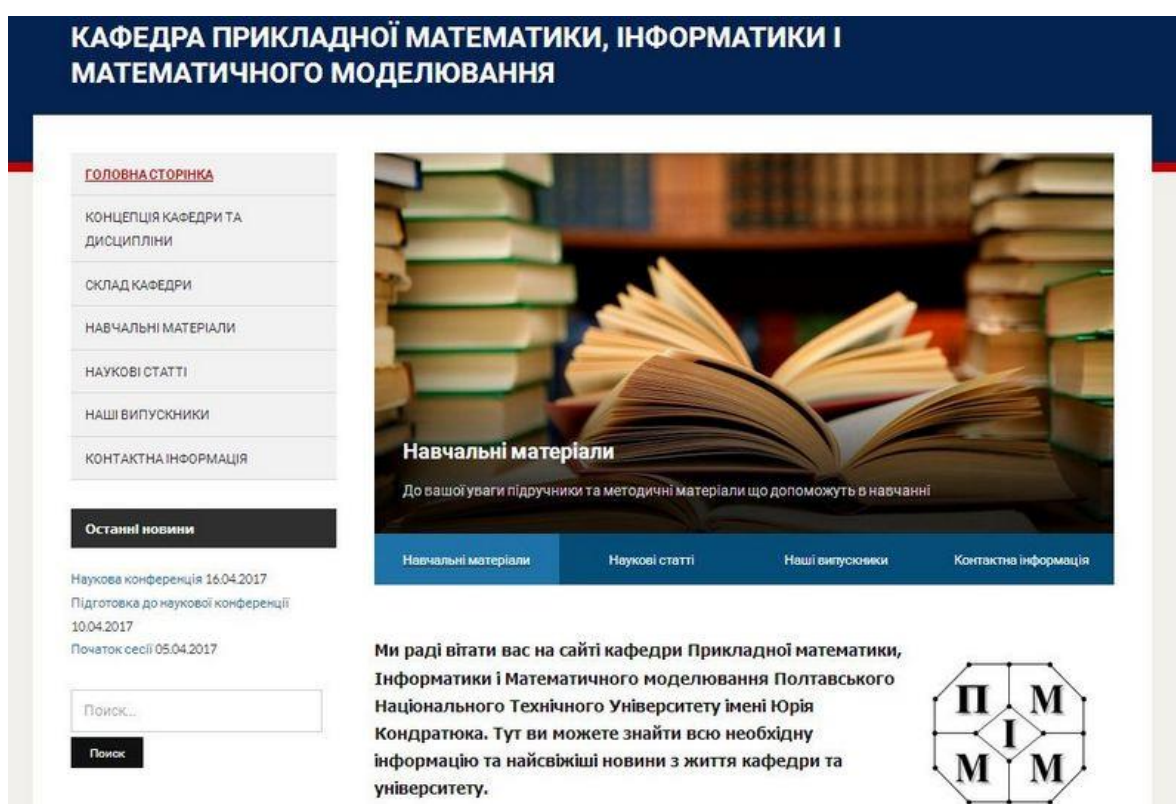 КАФЕДРА ПРИКЛАДНОЇ МАТЕМАТИКИ, ІНФОРМАТИКИ І
МАТЕМАТИЧНОГО МОДЕЛЮВАННЯ
ГОЛОВНА СТОРІНКА
КОНЦЕПЦІЯ КАФЕДРИ ТА
ДИСЦИПЛІНИ
СКЛАД КАФЕДРИ
НАВЧАЛЬНІ МАТЕРІАЛИ
НАУКОВІ СТАТТІ
НАШІ ВИПУСКНИКИ
КОНТАКТНА ІНФОРМАЦІЯ
Останні новини
Наукова конференція 16.04.2017
Підготовка до наукової конференції
10.04.2017
Початок сесії 05.04.2017
Поиск...
Поиск
Навчальні матеріали
До вашої уваги підручники та методичні матеріали що допоможуть в навчанні
Навчальні матеріали Наукові статті Наші випускники Контактна інформація
Ми раді вітати вас на сайті кафедри Прикладної математики,
Інформатики і Математичного моделювання Полтавського
Національного Технічного Університету імені Юрія
Кондратюка. Тут ви можете знайти всю необхідну
інформацію та найсвіжіші новини з життя кафедри та
університету.
П М
І
М М